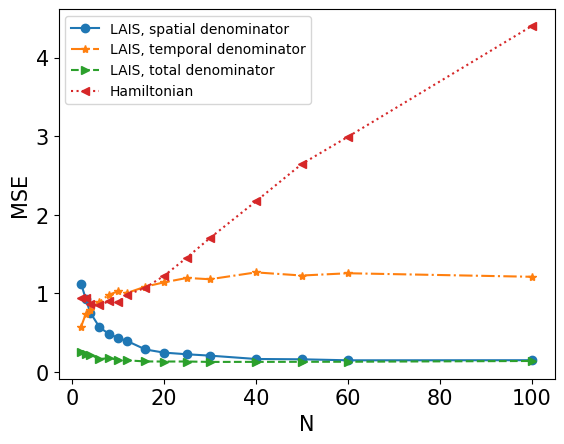 LAIS, spatial denominator
LAIS, temporal denominator
LAIS, total denominator
Hamiltonian
MSE
4
3
2
1
0
0 20 40 60 80 100
N